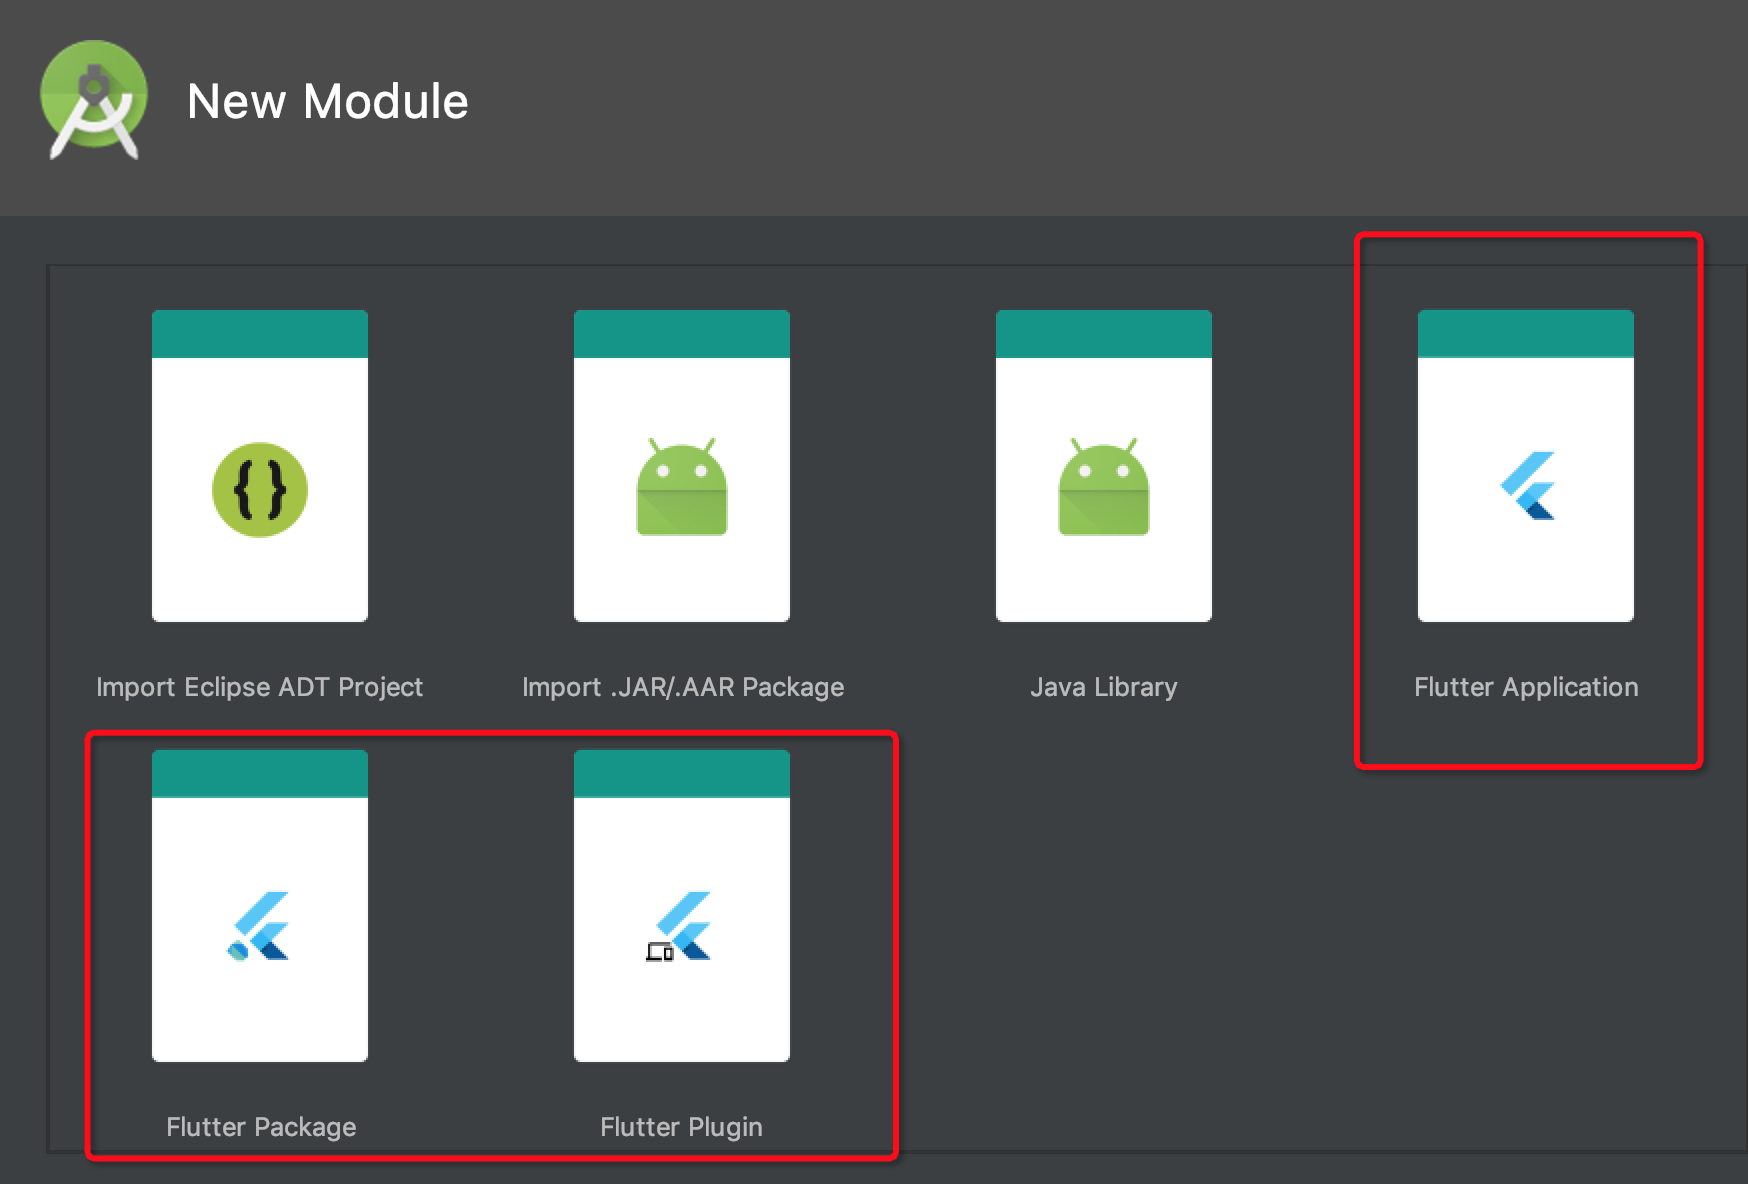 New Module
Import Eclipse ADT Project
Import .JAR/.AAR Package
Java Library
Flutter Application
Flutter Package
Flutter Plugin